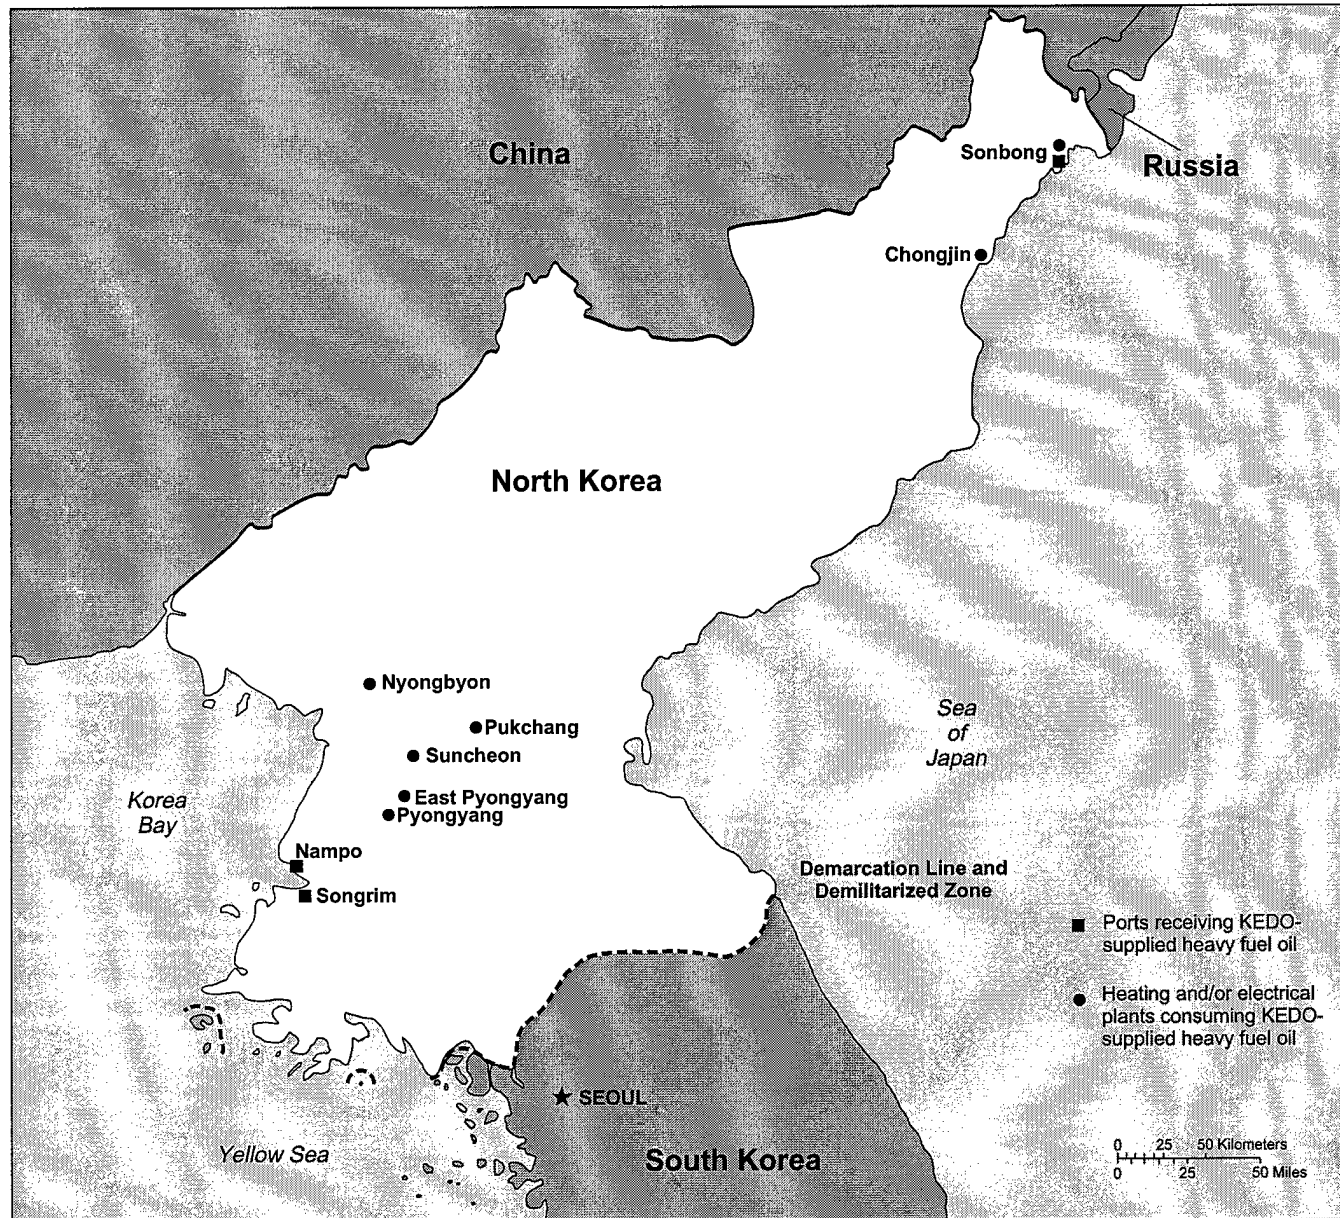 China
Sonbong
Russia
Chongjin
North Korea
Nyongbyon
Pukchang
Suncheon
East Pyongyang
Pyongyang
Sea
of
Japan
Korea
Bay
Nampo
Songrim
Demarcation Line and
Demilitarized Zone
Ports receiving KEDO-
supplied heavy fuel oil
Heating and/or electrical
plants consuming KEDO-
supplied heavy fuel oil
SEOUL
Yellow Sea
South Korea
0 25 50 Kilometers
0 25 50 Miles